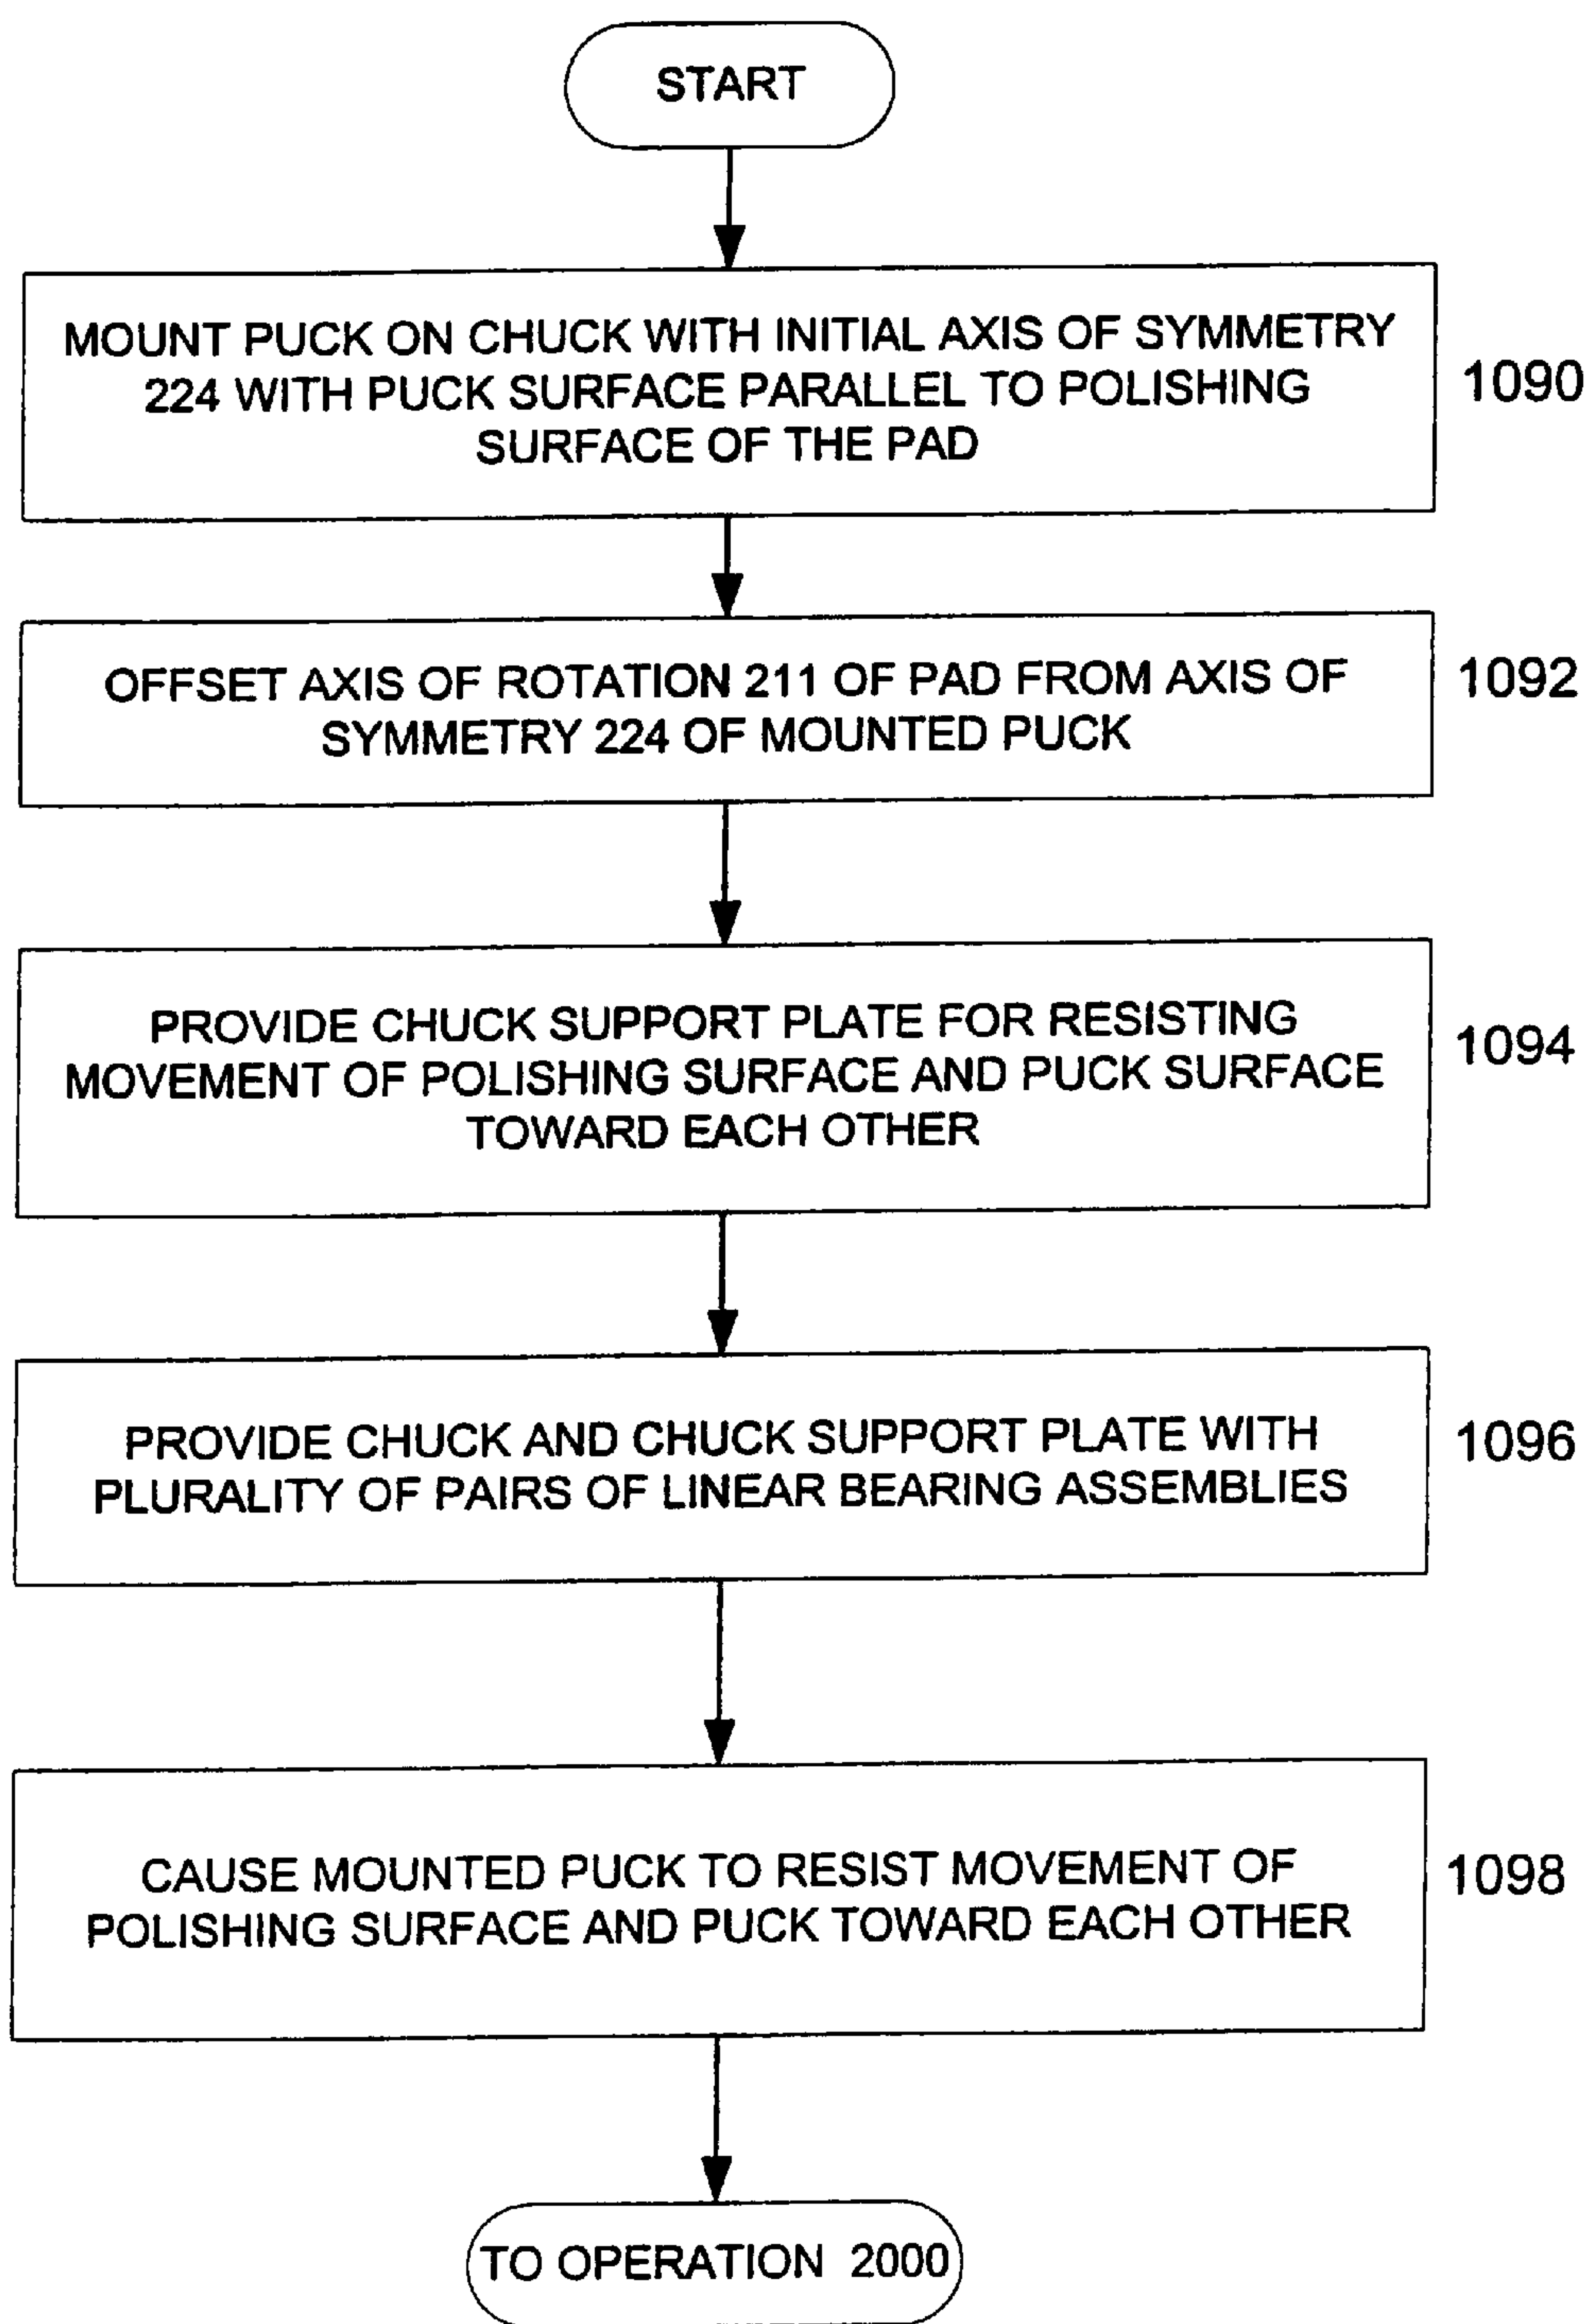 START
MOUNT PUCK ON CHUCK WITH INITIAL AXIS OF SYMMETRY
224 WITH PUCK SURFACE PARALLEL TO POLISHING
SURFACE OF THE PAD
1090
OFFSET AXIS OF ROTATION 211 OF PAD FROM AXIS OF
SYMMETRY 224 OF MOUNTED PUCK
1092
PROVIDE CHUCK SUPPORT PLATE FOR RESISTING
MOVEMENT OF POLISHING SURFACE AND PUCK SURFACE
TOWARD EACH OTHER
1094
PROVIDE CHUCK AND CHUCK SUPPORT PLATE WITH
PLURALITY OF PAIRS OF LINEAR BEARING ASSEMBLIES
1096
CAUSE MOUNTED PUCK TO RESIST MOVEMENT OF
POLISHING SURFACE AND PUCK TOWARD EACH OTHER
1098
TO OPERATION 2000